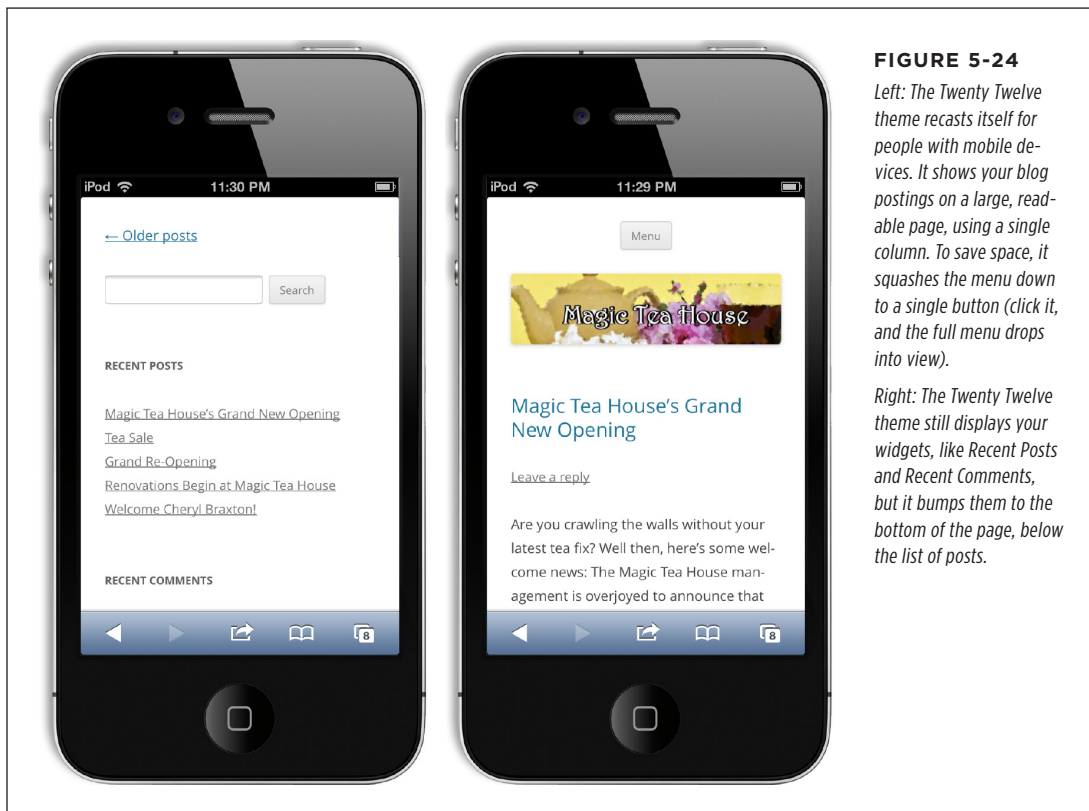 iPod
11:30 PM
← Older posts
Search
RECENT POSTS
Magic Tea House's Grand New Opening
Tea Sale
Grand Re-Opening
Renovations Begin at Magic Tea House
Welcome Cheryl Braxton!
RECENT COMMENTS
8
iPod
11:29 PM
Menu
Magic Tea House
Magic Tea House's Grand
New Opening
Leave a reply
Are you crawling the walls without your
latest tea fix? Well then, here's some wel-
come news: The Magic Tea House man-
agement is overjoyed to announce that
8
FIGURE 5-24
Left: The Twenty Twelve
theme recasts itself for
people with mobile de-
vices. It shows your blog
postings on a large, read-
able page, using a single
column. To save space, it
squashes the menu down
to a single button (click it,
and the full menu drops
into view).
Right: The Twenty Twelve
theme still displays your
widgets, like Recent Posts
and Recent Comments,
but it bumps them to the
bottom of the page, below
the list of posts.